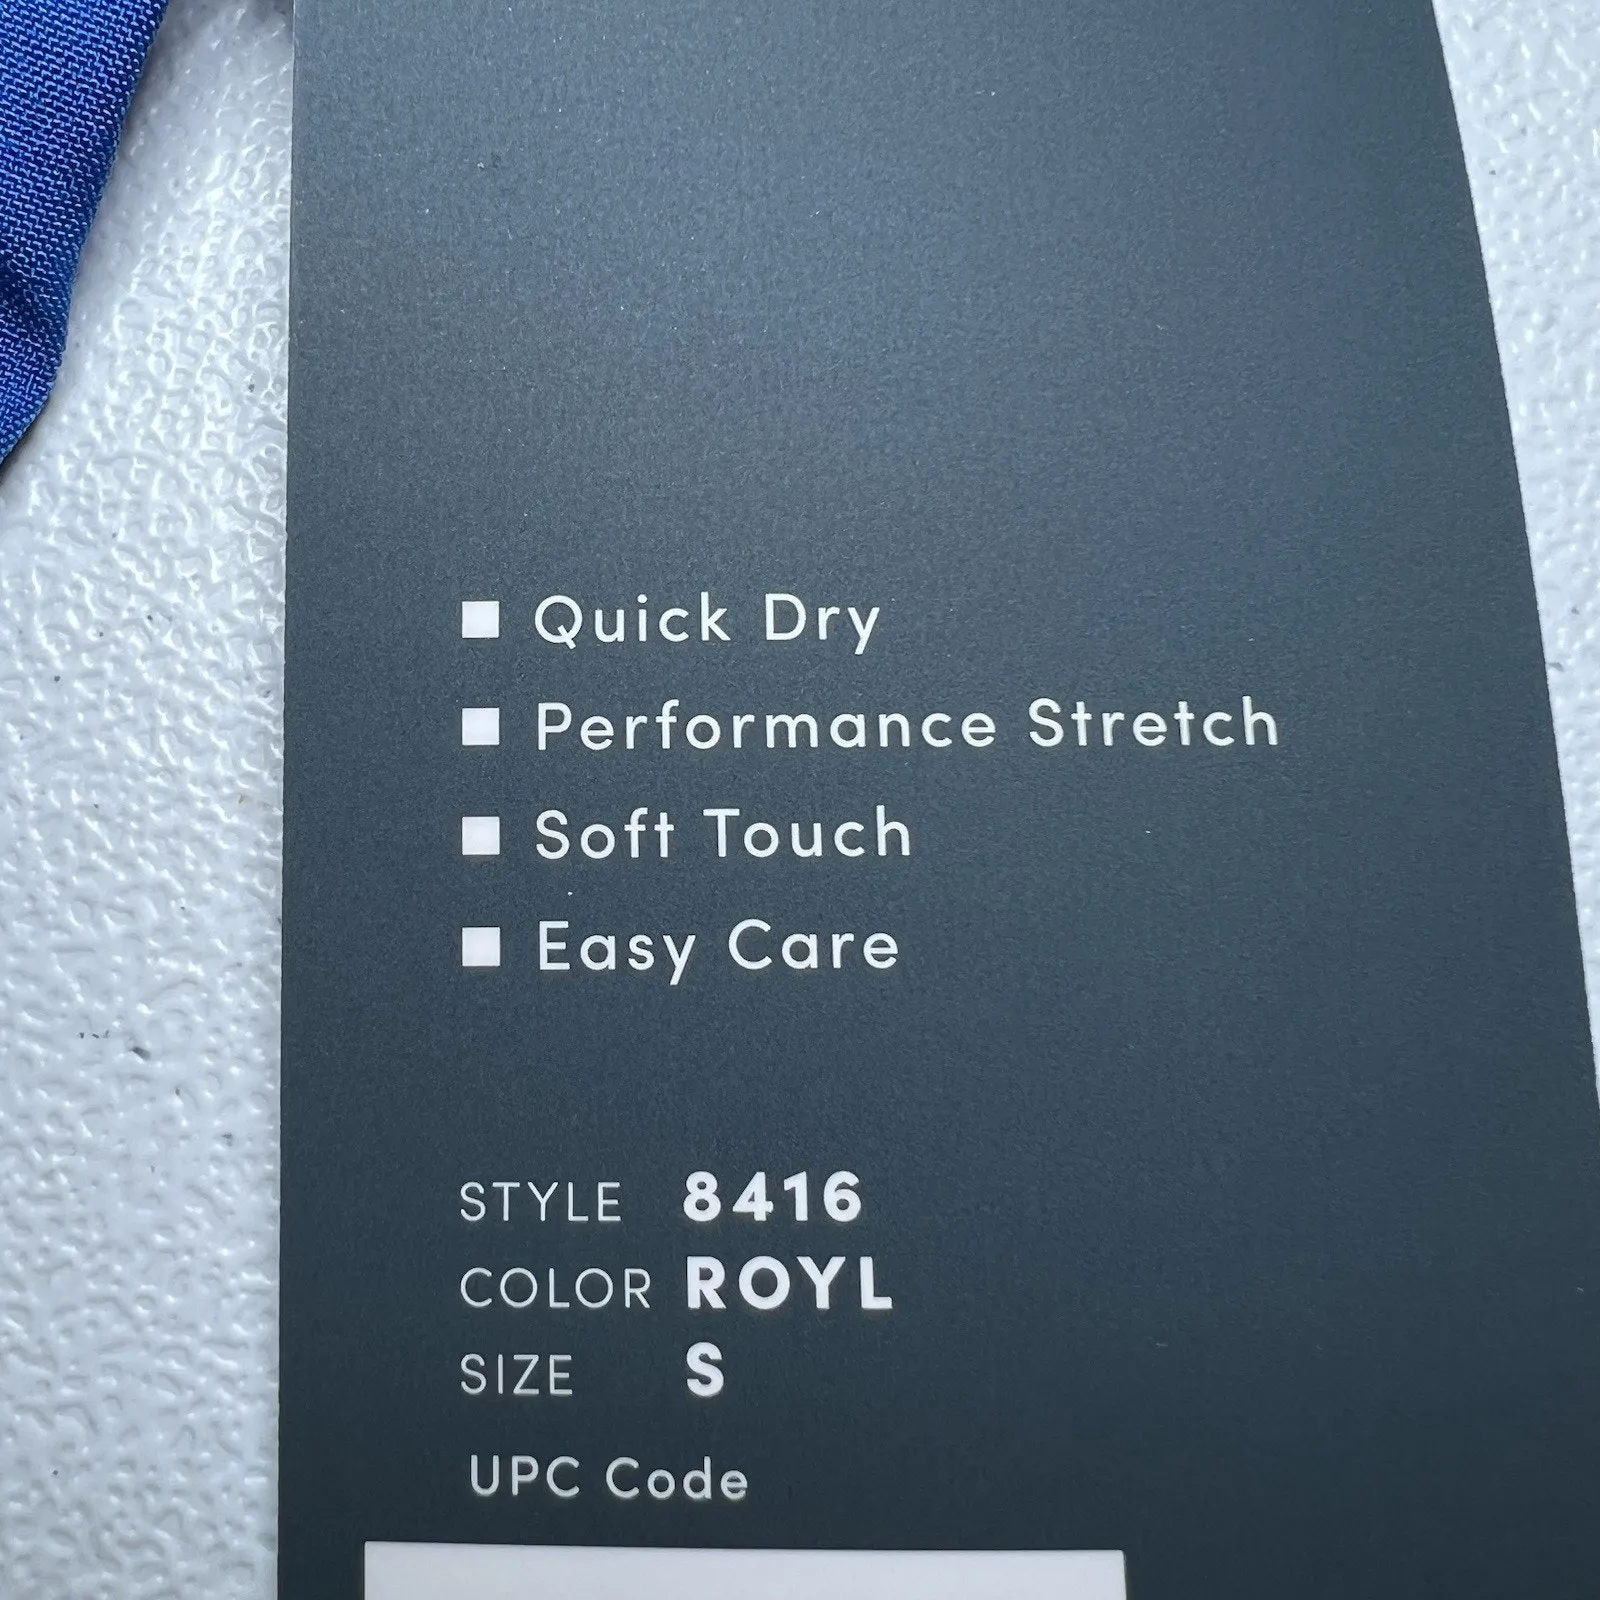 Quick Dry
Performance Stretch
Soft Touch
Easy Care
STYLE 8416
COLOR ROYL
SIZE S
UPC Code